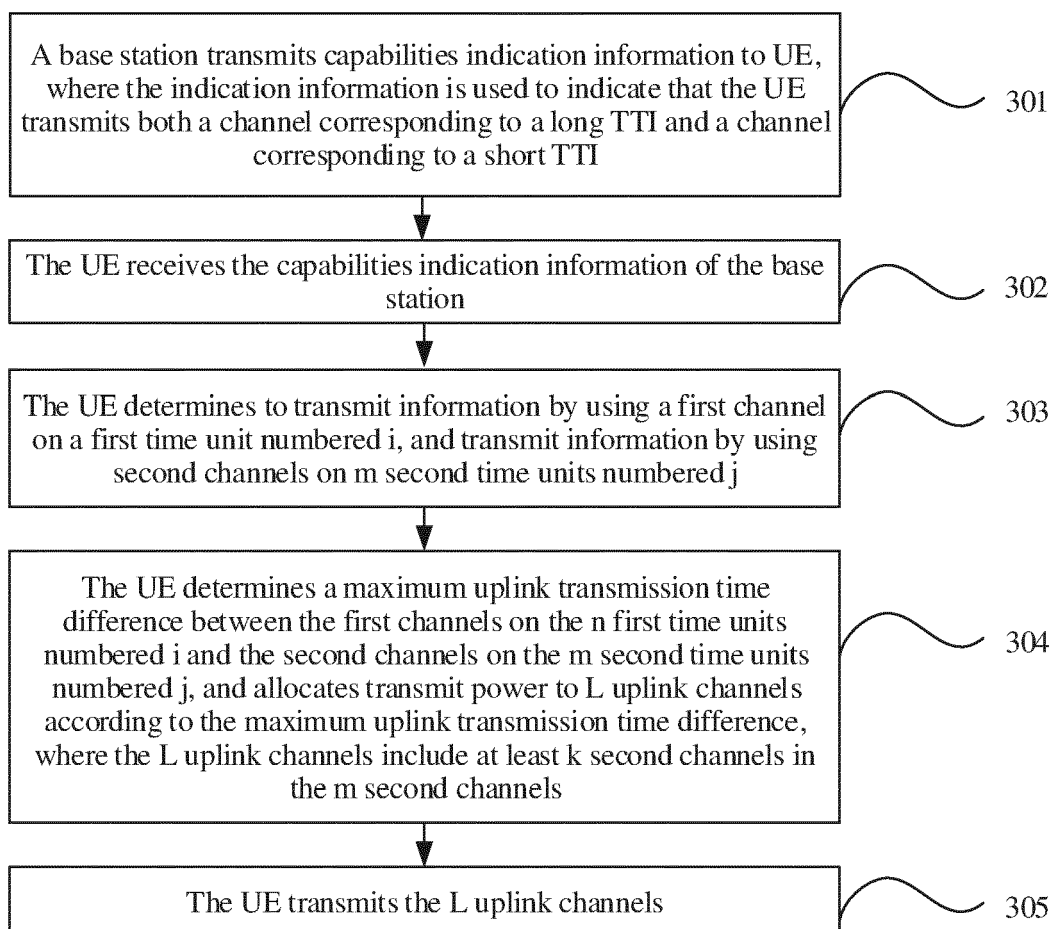 A base station transmits capabilities indication information to UE,
where the indication information is used to indicate that the UE
transmits both a channel corresponding to a long TTI and a channel
corresponding to a short TTI
301
The UE receives the capabilities indication information of the base
station
302
The UE determines to transmit information by using a first channel
on a first time unit numbered i, and transmit information by using
second channels on m second time units numbered j
303
The UE determines a maximum uplink transmission time
difference between the first channels on the n first time units
numbered i and the second channels on the m second time units
numbered j, and allocates transmit power to L uplink channels
according to the maximum uplink transmission time difference,
where the L uplink channels include at least k second channels in
the m second channels
304
The UE transmits the L uplink channels
305